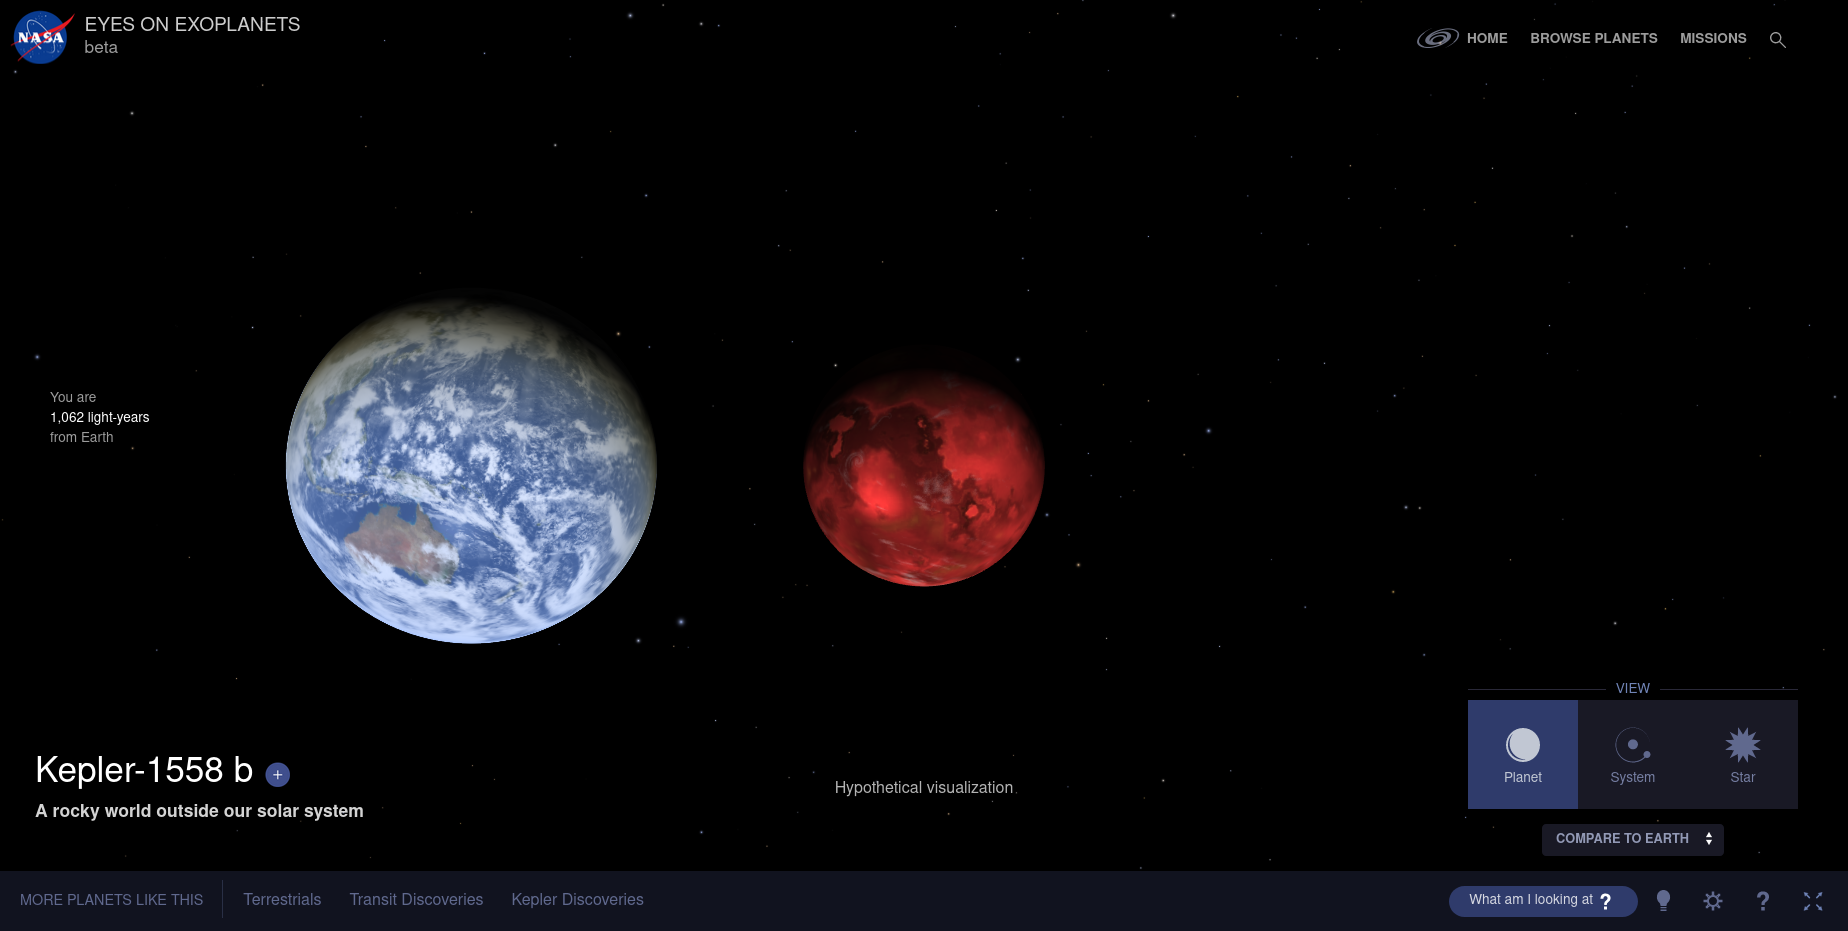 NASA
EYES ON EXOPLANETS
beta
HOME
BROWSE PLANETS
MISSIONS
You are
1,062 light-years
from Earth
Kepler-1558 b +
A rocky world outside our solar system
Hypothetical visualization
VIEW
Planet
System
Star
COMPARE TO EARTH
MORE PLANETS LIKE THIS
Terrestrials
Transit Discoveries
Kepler Discoveries
What am I looking at ?
?